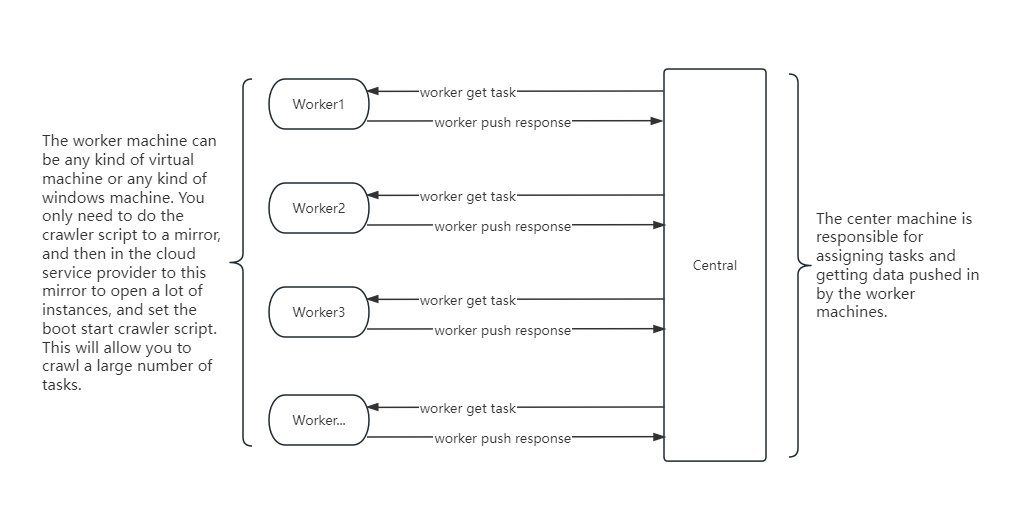 The worker machine can
be any kind of virtual
machine or any kind of
windows machine. You
only need to do the
crawler script to a mirror,
and then in the cloud
service provider to this
mirror to open a lot of
instances, and set the
boot start crawler script.
This will allow you to
crawl a large number of
tasks.
Worker1
worker get task
worker push response
Worker2
worker get task
worker push response
Worker3
worker get task
worker push response
Worker...
worker get task
worker push response
Central
The center machine is
responsible for
assigning tasks and
getting data pushed in
by the worker
machines.